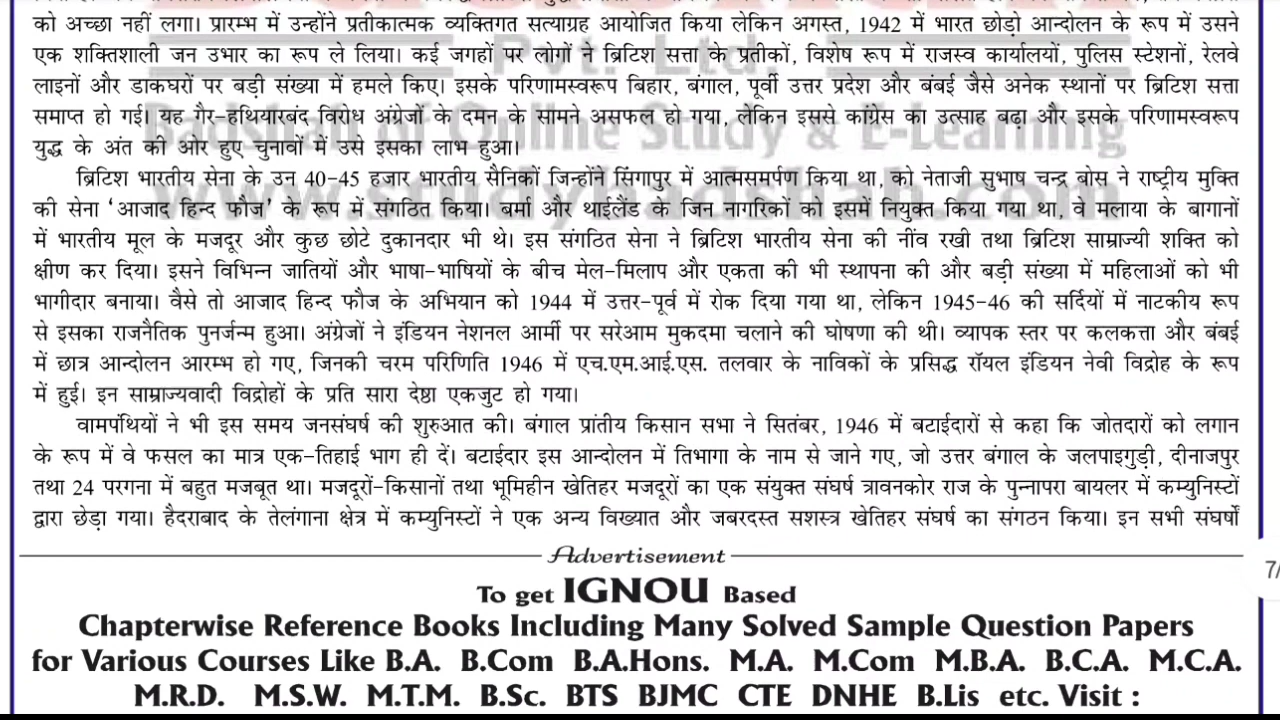 को अच्छा नहीं लगा। प्रारम्भ में उन्होंने प्रतीकात्मक व्यक्तिगत सत्याग्रह आयोजित किया लेकिन अगस्त, 1942 में भारत छोड़ो आन्दोलन के रूप में उसने
एक शक्तिशाली जन उभार का रूप ले लिया। कई जगहों पर लोगों ने ब्रिटिश सत्ता के प्रतीकों, विशेष रूप में राजस्व कार्यालयों, पुलिस स्टेशनों, रेलवे
लाइनों और डाकघरों पर बड़ी संख्या में हमले किए। इसके परिणामस्वरूप बिहार, बंगाल, पूर्वी उत्तर प्रदेश और बंबई जैसे अनेक स्थानों पर ब्रिटिश सत्ता
समाप्त हो गई। यह गैर-हथियारबंद विरोध अंग्रेजों के दमन के सामने असफल हो गया, लेकिन इससे कांग्रेस का उत्साह बढ़ा और इसके परिणामस्वरूप
युद्ध के अंत की ओर हुए चुनावों में उसे इसका लाभ हुआ।
ब्रिटिश भारतीय सेना के उन 40-45 हजार भारतीय सैनिकों जिन्होंने सिंगापुर में आत्मसमर्पण किया था, को नेताजी सुभाष चन्द्र बोस ने राष्ट्रीय मुक्ति
की सेना ‘आजाद हिन्द फौज’ के रूप में संगठित किया। बर्मा और थाईलैंड के जिन नागरिकों को इसमें नियुक्त किया गया था, वे मलाया के बागानों
में भारतीय मूल के मजदूर और कुछ छोटे दुकानदार भी थे। इस संगठित सेना ने ब्रिटिश भारतीय सेना की नींव रखी तथा ब्रिटिश साम्राज्यी शक्ति को
क्षीण कर दिया। इसने विभिन्न जातियों और भाषा-भाषियों के बीच मेल-मिलाप और एकता की भी स्थापना की और बड़ी संख्या में महिलाओं को भी
भागीदार बनाया। वैसे तो आजाद हिन्द फौज के अभियान को 1944 में उत्तर-पूर्व में रोक दिया गया था, लेकिन 1945-46 की सर्दियों में नाटकीय रूप
से इसका राजनैतिक पुनर्जन्म हुआ। अंग्रेजों ने इंडियन नेशनल आर्मी पर सरेआम मुकदमा चलाने की घोषणा की थी। व्यापक स्तर पर कलकत्ता और बंबई
में छात्र आन्दोलन आरम्भ हो गए, जिनकी चरम परिणिति 1946 में एच.एम.आई.एस. तलवार के नाविकों के प्रसिद्ध रॉयल इंडियन नेवी विद्रोह के रूप
में हुई। इन साम्राज्यवादी विद्रोहों के प्रति सारा देष्ठा एकजुट हो गया।
वामपंथियों ने भी इस समय जनसंघर्ष की शुरुआत की। बंगाल प्रांतीय किसान सभा ने सितंबर, 1946 में बटाईदारों से कहा कि जोतदारों को लगान
के रूप में वे फसल का मात्र एक-तिहाई भाग ही दें। बटाईदार इस आन्दोलन में तिभागा के नाम से जाने गए, जो उत्तर बंगाल के जलपाइगुड़ी, दीनाजपुर
तथा 24 परगना में बहुत मजबूत था। मजदूरों-किसानों तथा भूमिहीन खेतिहर मजदूरों का एक संयुक्त संघर्ष त्रावनकोर राज के पुन्नापरा बायलर में कम्युनिस्टों
द्वारा छेड़ा गया। हैदराबाद के तेलंगाना क्षेत्र में कम्युनिस्टों ने एक अन्य विख्यात और जबरदस्त सशस्त्र खेतिहर संघर्ष का संगठन किया। इन सभी संघर्षों
Advertisement
7/
To get IGNOU Based
Chapterwise Reference Books Including Many Solved Sample Question Papers
for Various Courses Like B.A. B.Com B.A.Hons. M.A. M.Com M.B.A. B.C.A. M.C.A.
M.R.D. M.S.W. M.T.M. B.Sc. BTS BJMC CTE DNHE B.Lis etc. Visit :
Pvt. Ltd.
Badshah of Online Study & E-Learning
www.studybadshah.com